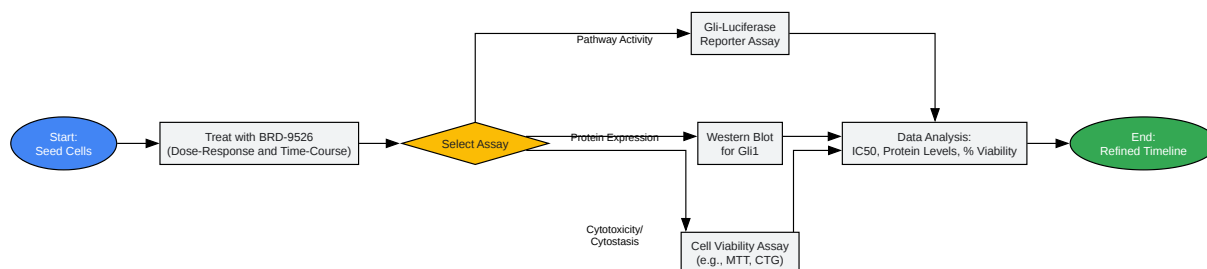 Start:
Seed Cells
Treat with BRD-9526
(Dose-Response and Time-Course)
Select Assay
Pathway Activity
Gli-Luciferase
Reporter Assay
Protein Expression
Western Blot
for Gli1
Cytotoxicity/
Cytostasis
Cell Viability Assay
(e.g., MTT, CTG)
Data Analysis:
IC50, Protein Levels, % Viability
End:
Refined Timeline